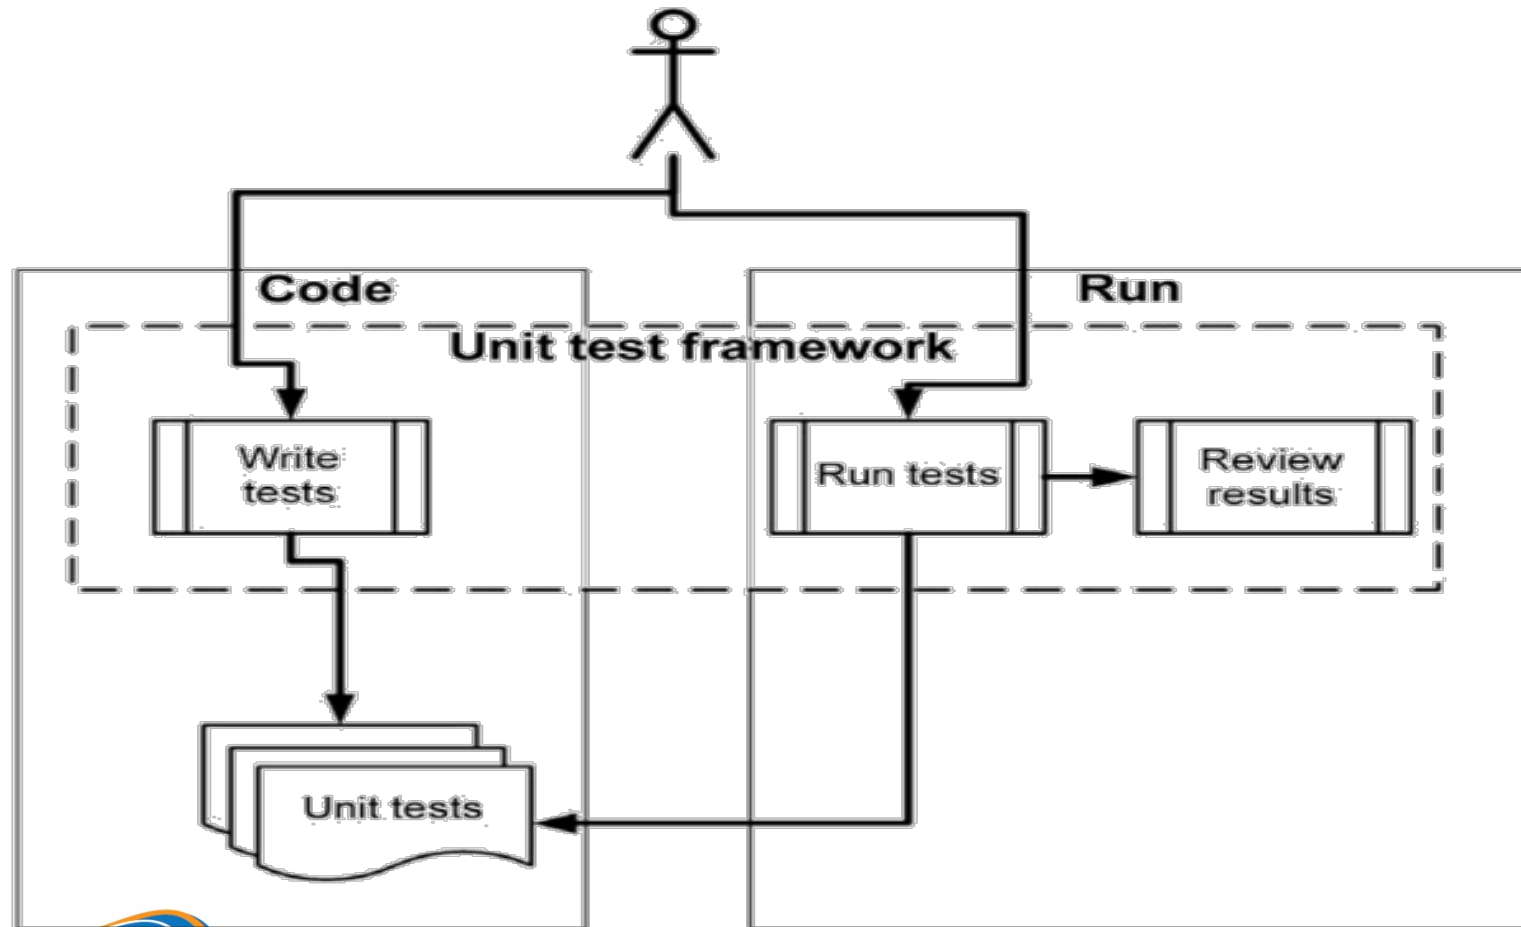 Code
Run
Unit test framework
Write
tests
Run tests
Review
results
Unit tests